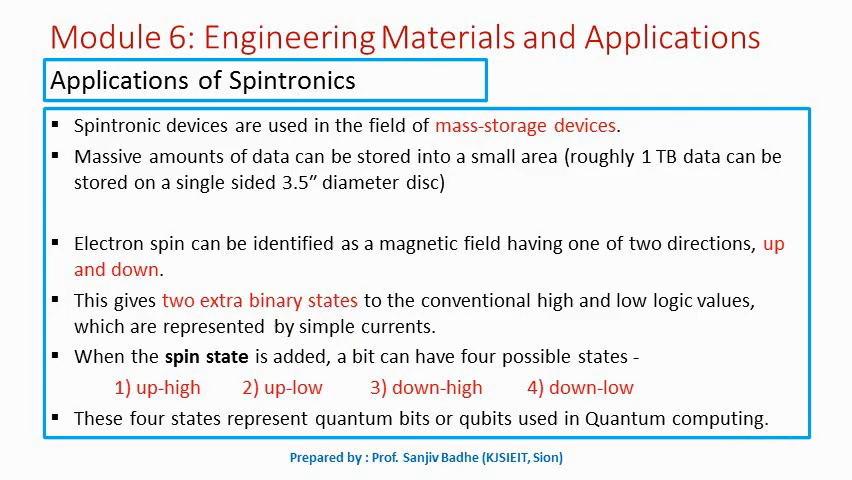 Module 6: Engineering Materials and Applications
Applications of Spintronics
▪ Spintronic devices are used in the field of mass-storage devices.
▪ Massive amounts of data can be stored into a small area (roughly 1 TB data can be
stored on a single sided 3.5” diameter disc)
▪ Electron spin can be identified as a magnetic field having one of two directions, up
and down.
▪ This gives two extra binary states to the conventional high and low logic values,
which are represented by simple currents.
▪ When the spin state is added, a bit can have four possible states -
1) up-high 2) up-low 3) down-high 4) down-low
▪ These four states represent quantum bits or qubits used in Quantum computing.
Prepared by : Prof. Sanjiv Badhe (KJSIEIT, Sion)